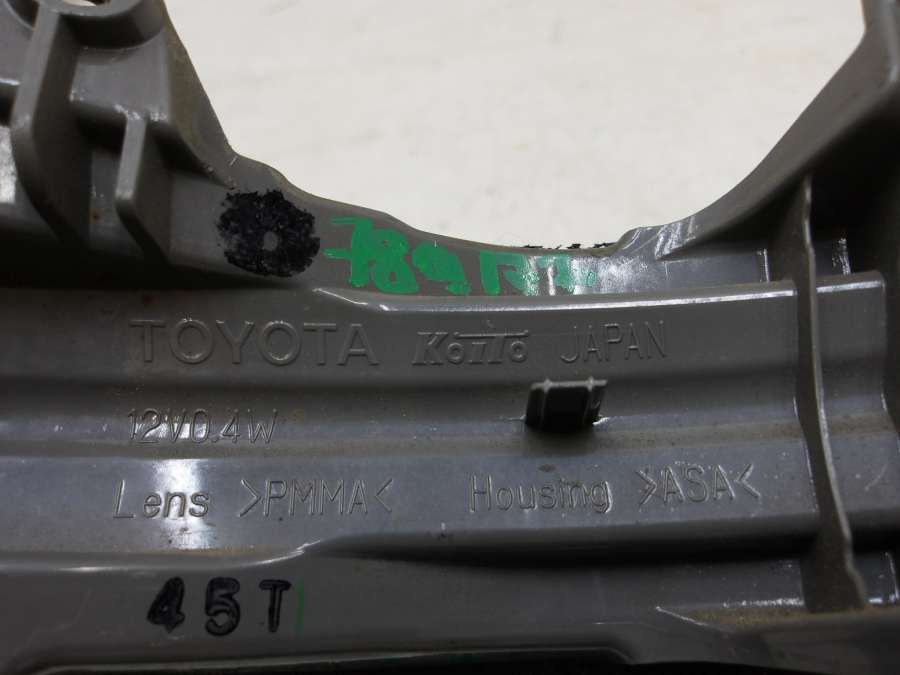 TOYOTA KOITO JAPAN
12V0.4W
Lens >PMMA<
Housing >ASA<
45T